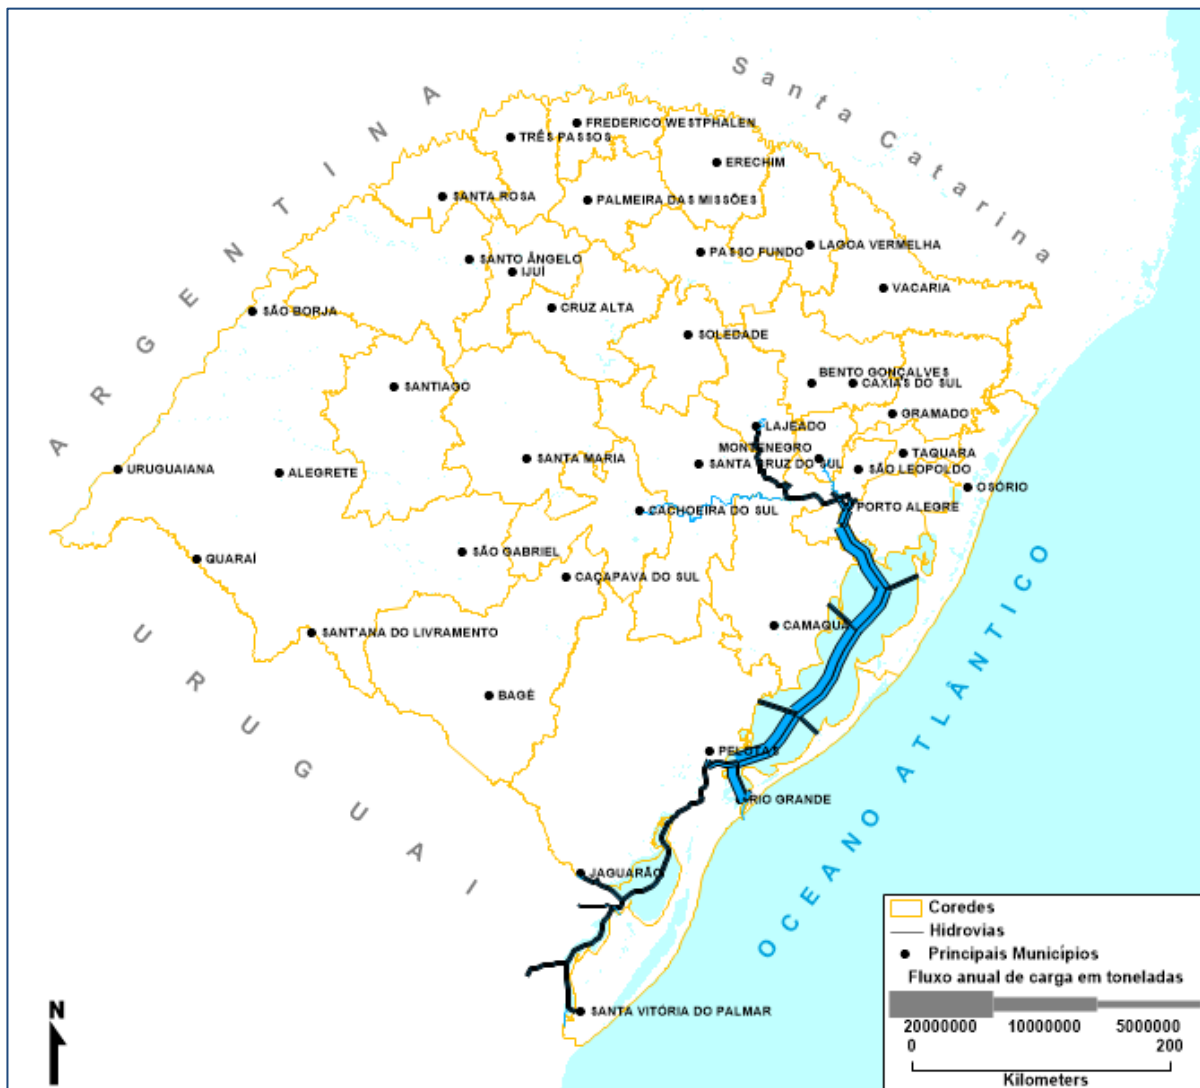 Santa Catarina
ARGENTINA
FREDERICO WESTPHALEN
TRÊS PASSOS
ERECHIM
SANTA ROSA
PALMEIRA DAS MISSÕES
LAGOA VERMELHA
PASSO FUNDO
SANTO ÂNGELO
IJUÍ
VACARIA
SÃO BORJA
CRUZ ALTA
SOLEDADE
BENTO GONÇALVES
SANTIAGO
CAXIAS DO SUL
GRAMADO
LAJEADO
MONTENEGRO
TAQUARA
SANTA MARIA
SANTA CRUZ DO SUL
SÃO LEOPOLDO
URUGUAIANA
ALEGRETE
OSÓRIO
CACHOEIRA DO SUL
PORTO ALEGRE
SÃO GABRIEL
QUARAÍ
CAÇAPAVA DO SUL
CAMAQUÃ
SANT'ANA DO LIVRAMENTO
URUGUAI
OCEANO ATLÂNTICO
BAGÉ
PELOTAS
RIO GRANDE
JAGUARÃO
SANTA VITÓRIA DO PALMAR
N
Coredes
Hidrovias
Principais Municípios
Fluxo anual de carga em toneladas
20000000 10000000 5000000
0 200
Kilometers